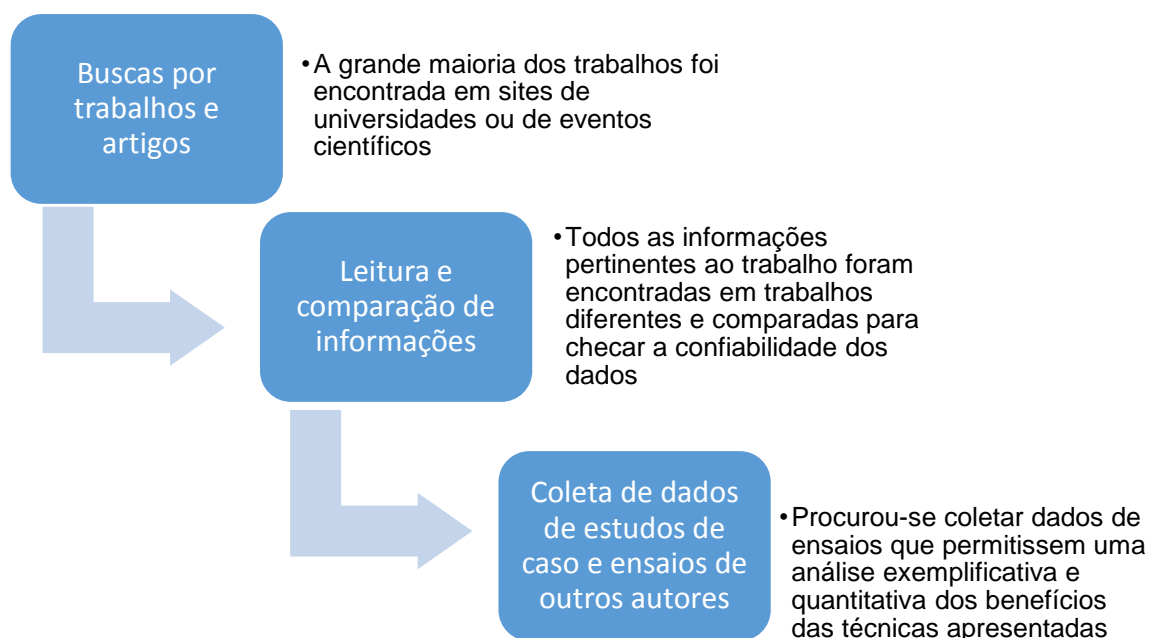 Buscas por
trabalhos e
artigos
•A grande maioria dos trabalhos foi
encontrada em sites de
universidades ou de eventos
científicos
Leitura e
comparação de
informações
•Todos as informações
pertinentes ao trabalho foram
encontradas em trabalhos
diferentes e comparadas para
checar a confiabilidade dos
dados
Coleta de dados
de estudos de
caso e ensaios de
outros autores
•Procurou-se coletar dados de
ensaios que permitissem uma
análise exemplificativa e
quantitativa dos benefícios
das técnicas apresentadas